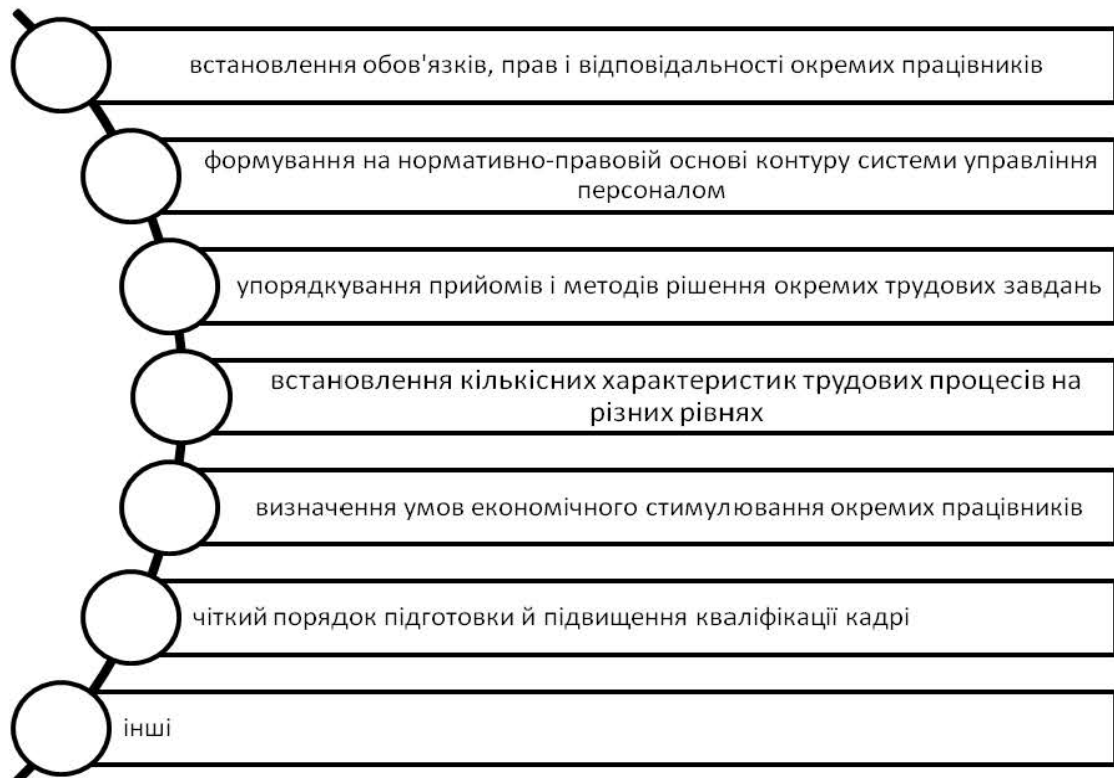 встановлення обов'язків, прав і відповідальності окремих працівників
формування на нормативно-правовій основі контуру системи управління
персоналом
упорядкування прийомів і методів рішення окремих трудових завдань
встановлення кількісних характеристик трудових процесів на
різних рівнях
визначення умов економічного стимулювання окремих працівників
чіткий порядок підготовки й підвищення кваліфікації кадрі
інші